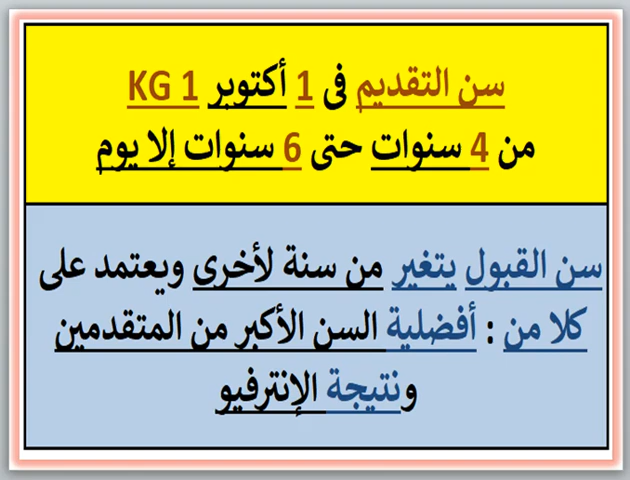 سن التقديم فى 1 أكتوبر KG 1
من 4 سنوات حتى 6 سنوات إلا يوم
سن القبول يتغير من سنة لأخرى ويعتمد على
كلا من : أفضلية السن الأكبر من المتقدمين
ونتيجة الإنترفيو